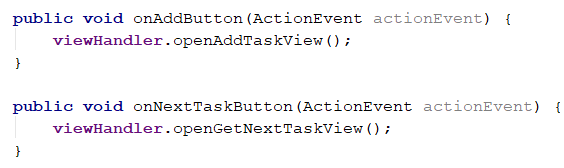 public void onAddButton(ActionEvent actionEvent) {
    viewHandler.openAddTaskView();
}

public void onNextTaskButton(ActionEvent actionEvent) {
    viewHandler.openGetNextTaskView();
}